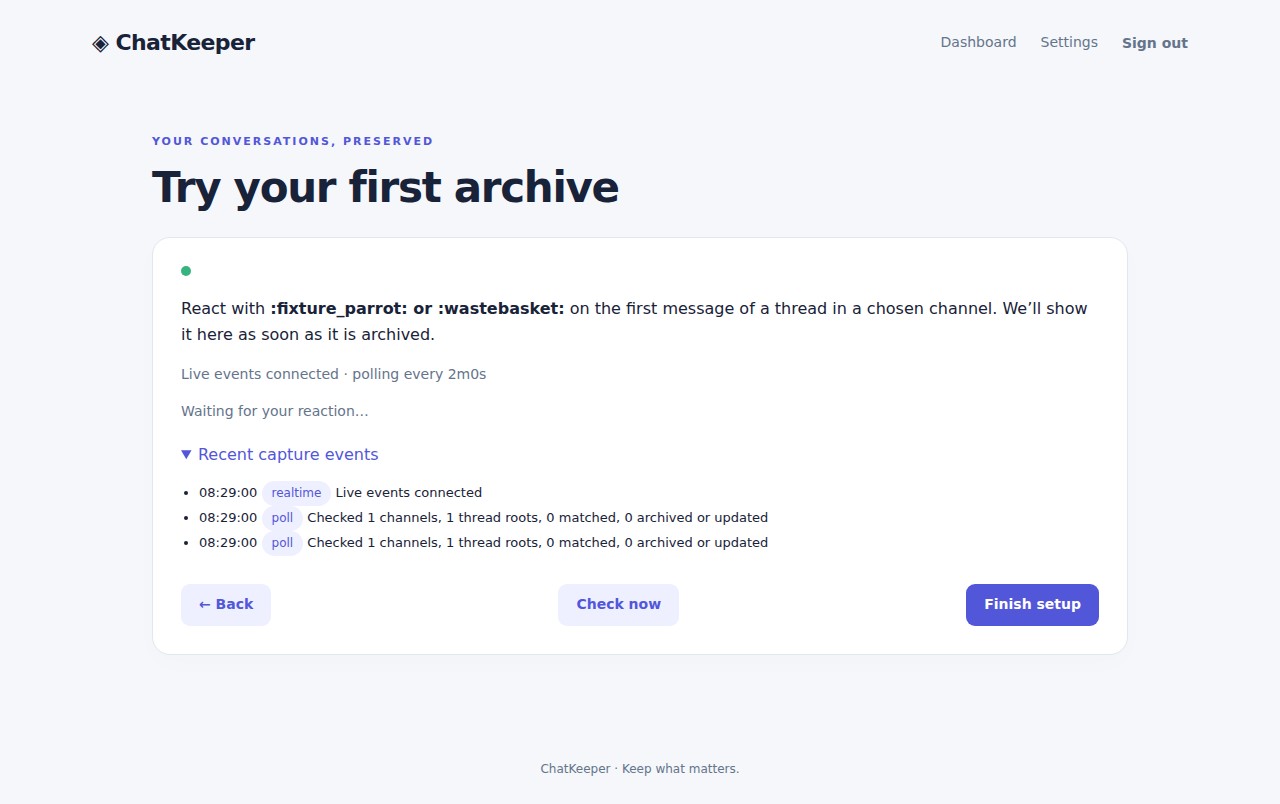 ◈ ChatKeeper
Dashboard Settings Sign out
YOUR CONVERSATIONS, PRESERVED
Try your first archive
React with :fixture_parrot: or :wastebasket: on the first message of a thread in a chosen channel. We’ll show
it here as soon as it is archived.
Live events connected · polling every 2m0s
Waiting for your reaction…
▼ Recent capture events
• 08:29:00 realtime Live events connected
• 08:29:00 poll Checked 1 channels, 1 thread roots, 0 matched, 0 archived or updated
• 08:29:00 poll Checked 1 channels, 1 thread roots, 0 matched, 0 archived or updated
← Back Check now Finish setup
ChatKeeper · Keep what matters.